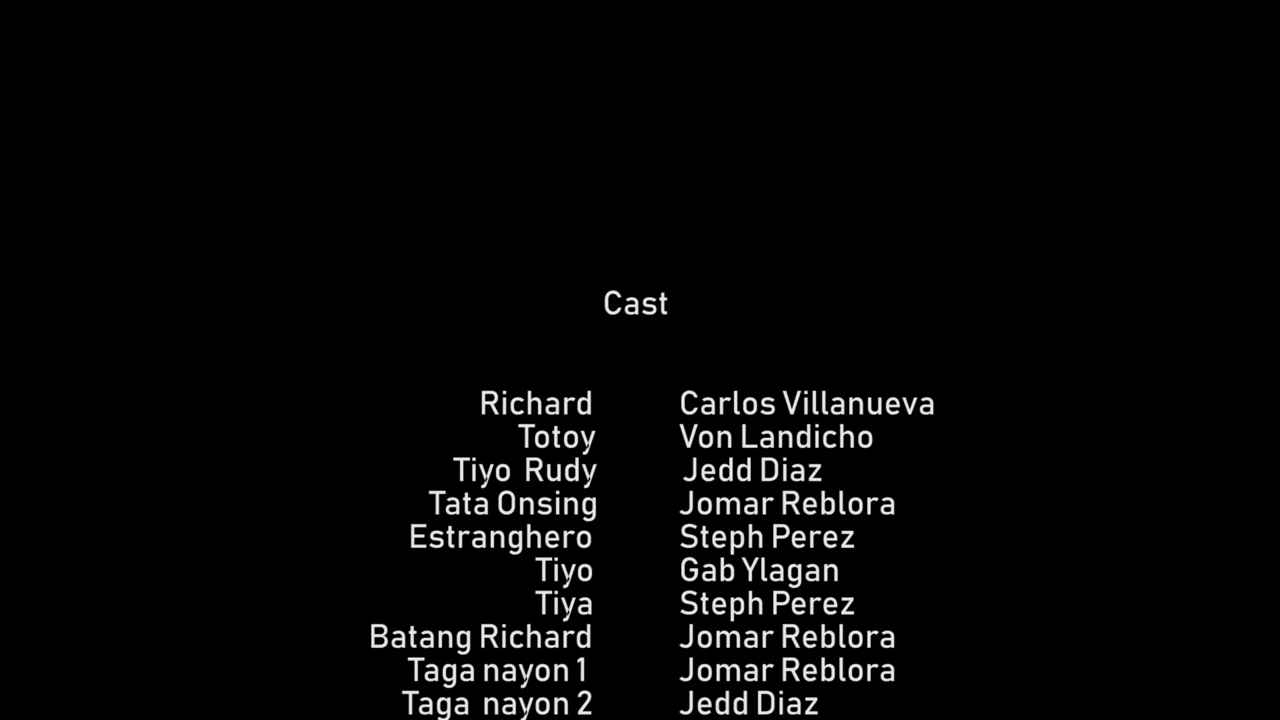 Cast
Richard Carlos Villanueva
Totoy Von Landicho
Tiyo Rudy Jedd Diaz
Tata Onsing Jomar Reblora
Estranghero Steph Perez
Tiyo Gab Ylagan
Tiya Steph Perez
Batang Richard Jomar Reblora
Taga nayon 1 Jomar Reblora
Taga nayon 2 Jedd Diaz